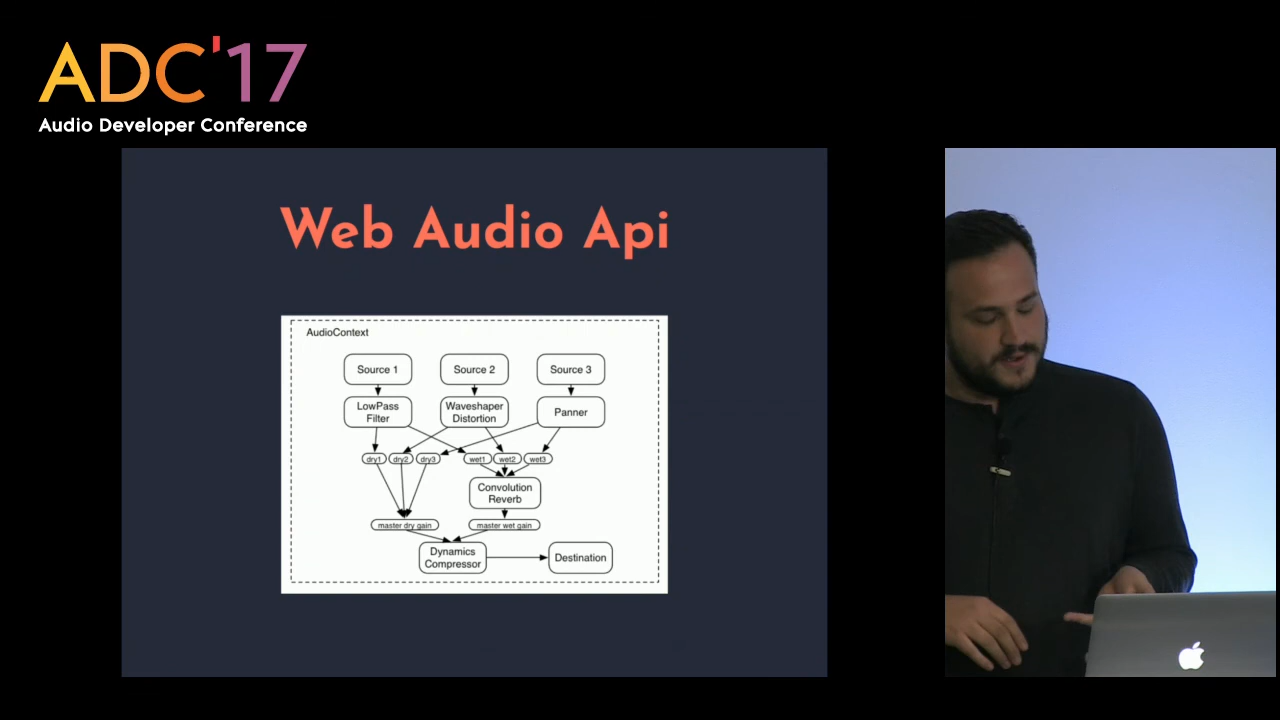 ADC'17
Audio Developer Conference
Web Audio Api
AudioContext
Source 1
Source 2
Source 3
LowPass
Filter
Waveshaper
Distortion
Panner
dry1
dry2
dry3
wet1
wet2
wet3
Convolution
Reverb
master dry gain
master wet gain
Dynamics
Compressor
Destination